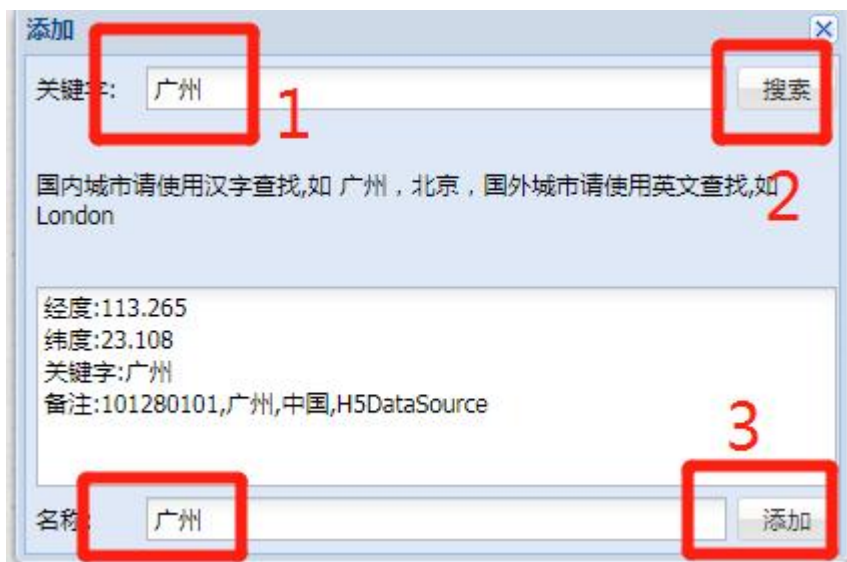 添加
关键字: 广州 搜索
1
2
国内城市请使用汉字查找,如 广州，北京，国外城市请使用英文查找,如
London
经度:113.265
纬度:23.108
关键字:广州
备注:101280101,广州,中国,H5DataSource
3
名称: 广州 添加